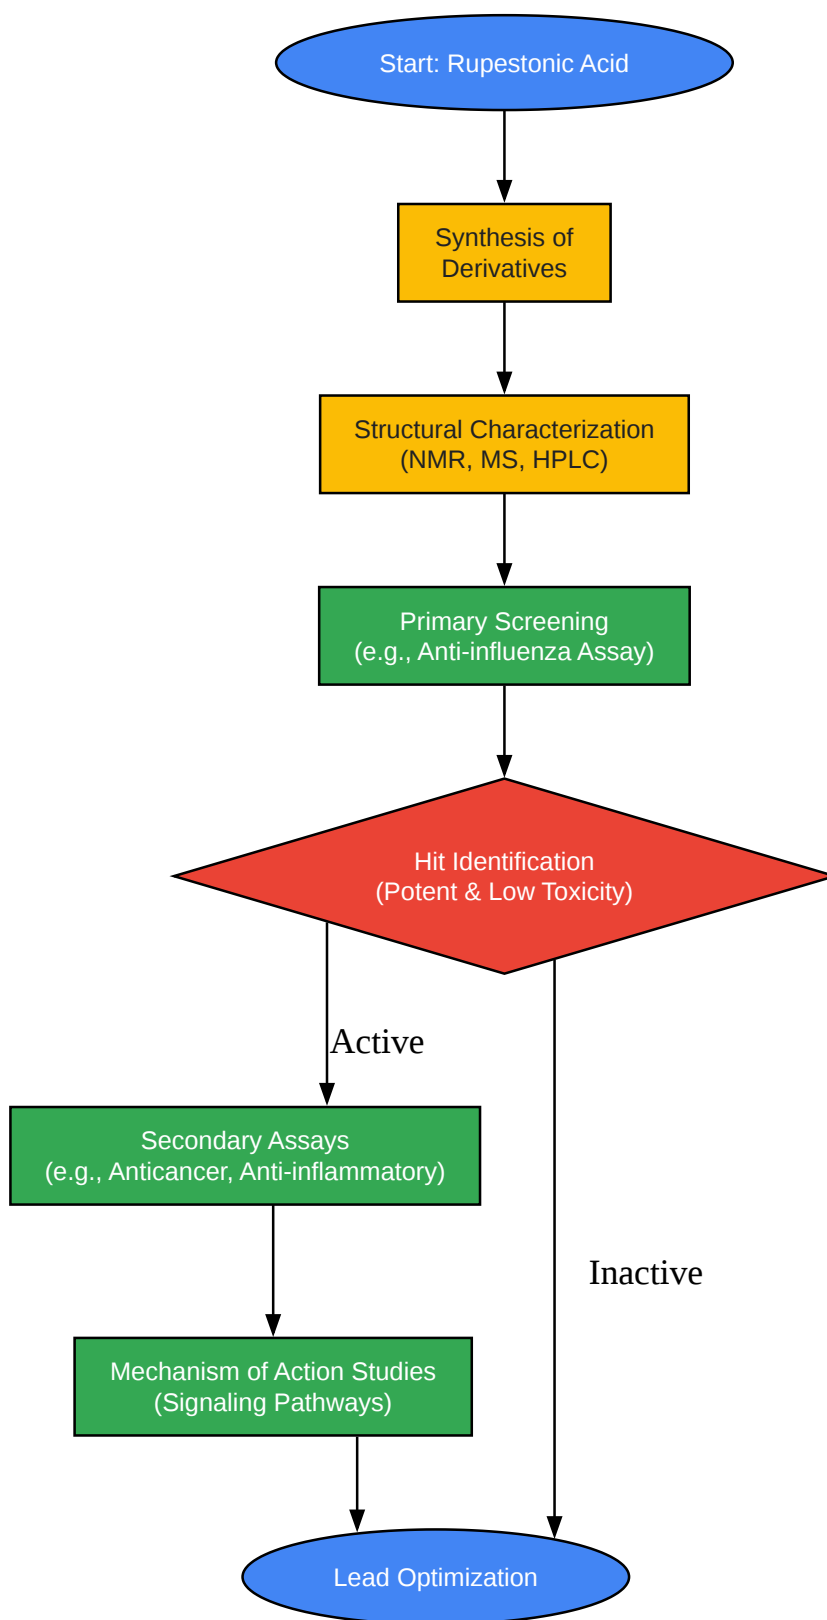 Start: Rupestonic Acid
Synthesis of
Derivatives
Structural Characterization
(NMR, MS, HPLC)
Primary Screening
(e.g., Anti-influenza Assay)
Hit Identification
(Potent & Low Toxicity)
Active
Secondary Assays
(e.g., Anticancer, Anti-inflammatory)
Inactive
Mechanism of Action Studies
(Signaling Pathways)
Lead Optimization